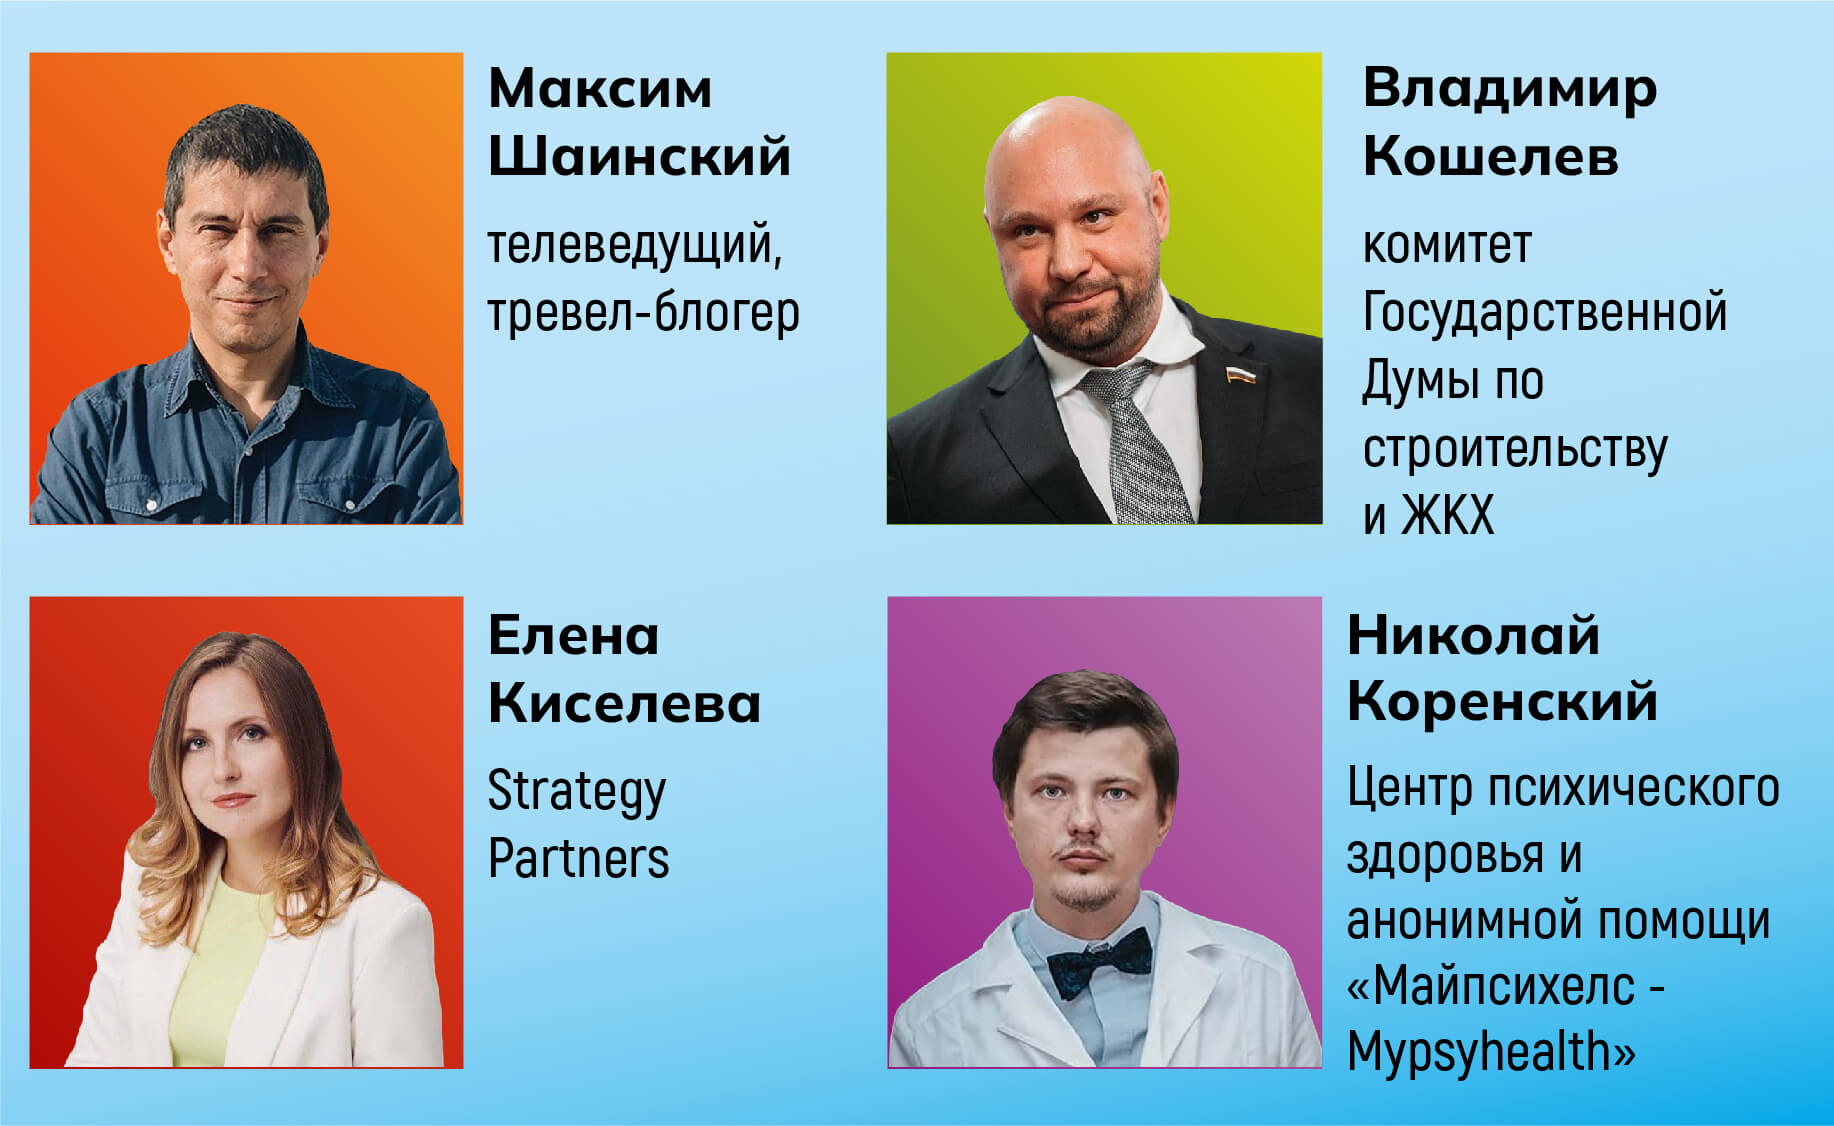 Максим
Шаинский
телеведущий,
тревел-блогер
Владимир
Кошелев
комитет
Государственной
Думы по
строительству
и ЖКХ
Елена
Киселева
Strategy
Partners
Николай
Коренский
Центр психического
здоровья и
анонимной помощи
«Майпсихелс -
Mypsyhealth»